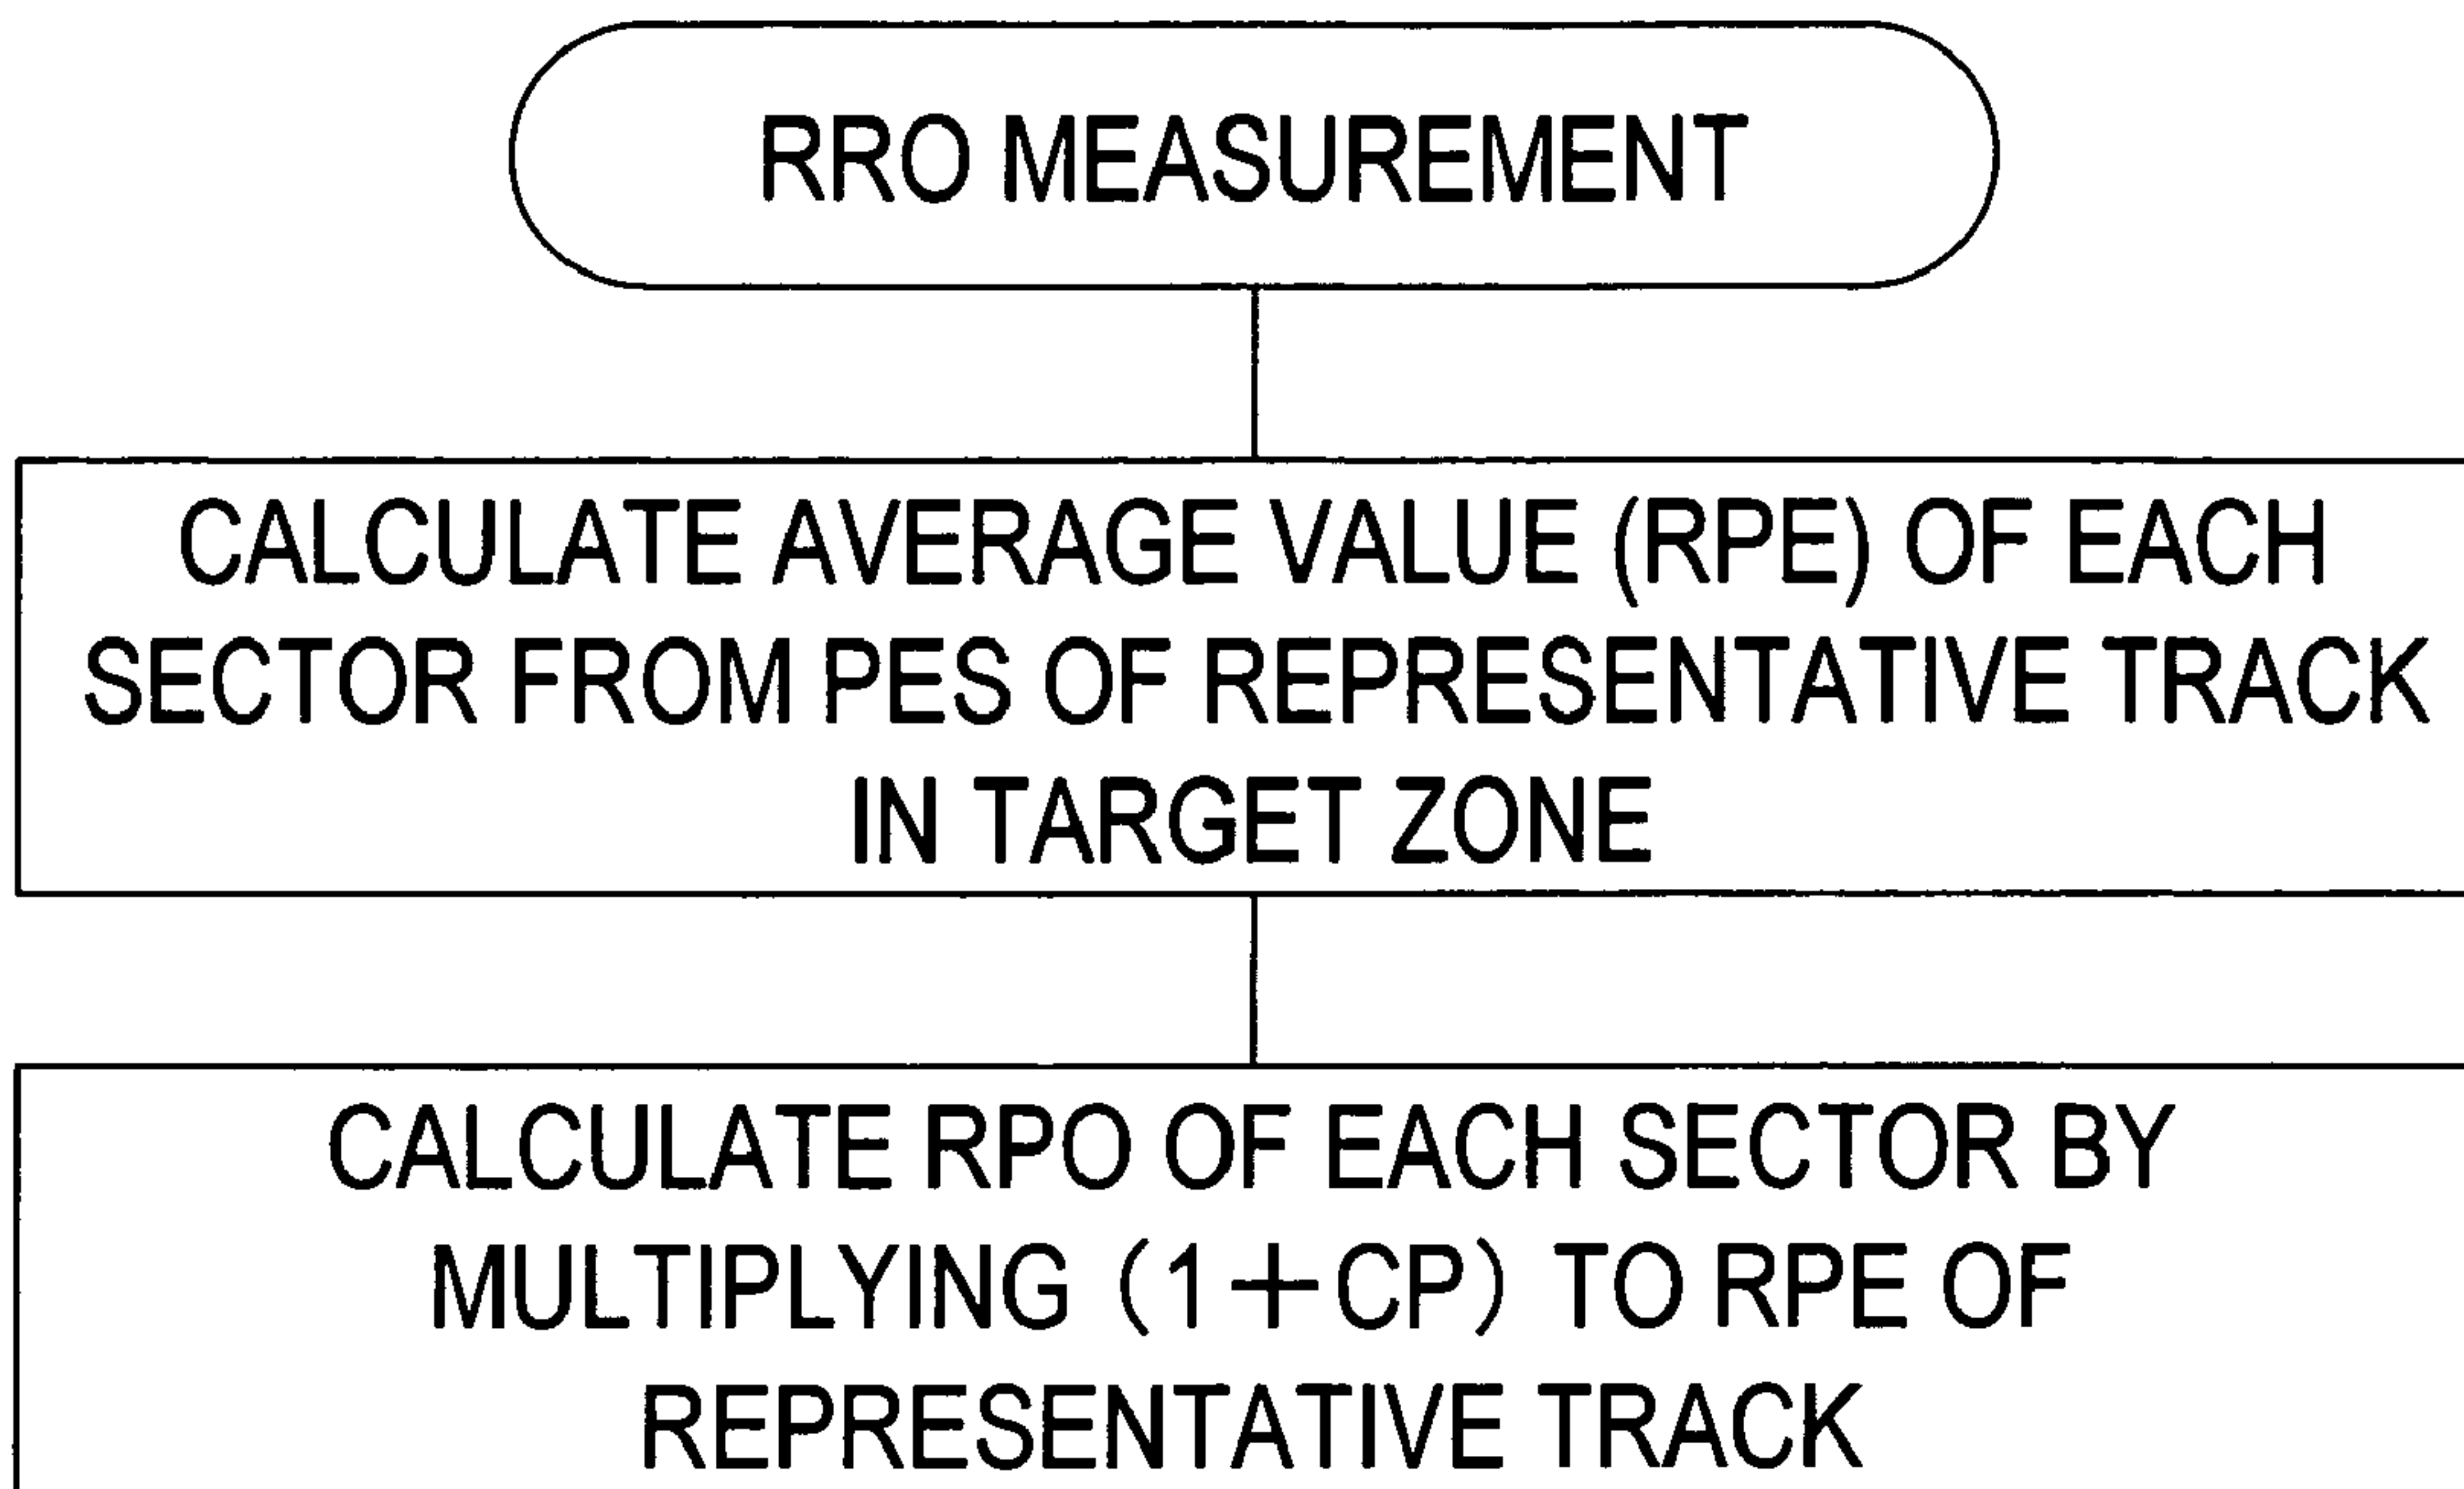 RRO MEASUREMENT
CALCULATE AVERAGE VALUE (RPE) OF EACH
SECTOR FROM PES OF REPRESENTATIVE TRACK
IN TARGET ZONE
CALCULATE RPO OF EACH SECTOR BY
MULTIPLYING (1+CP) TO RPE OF
REPRESENTATIVE TRACK